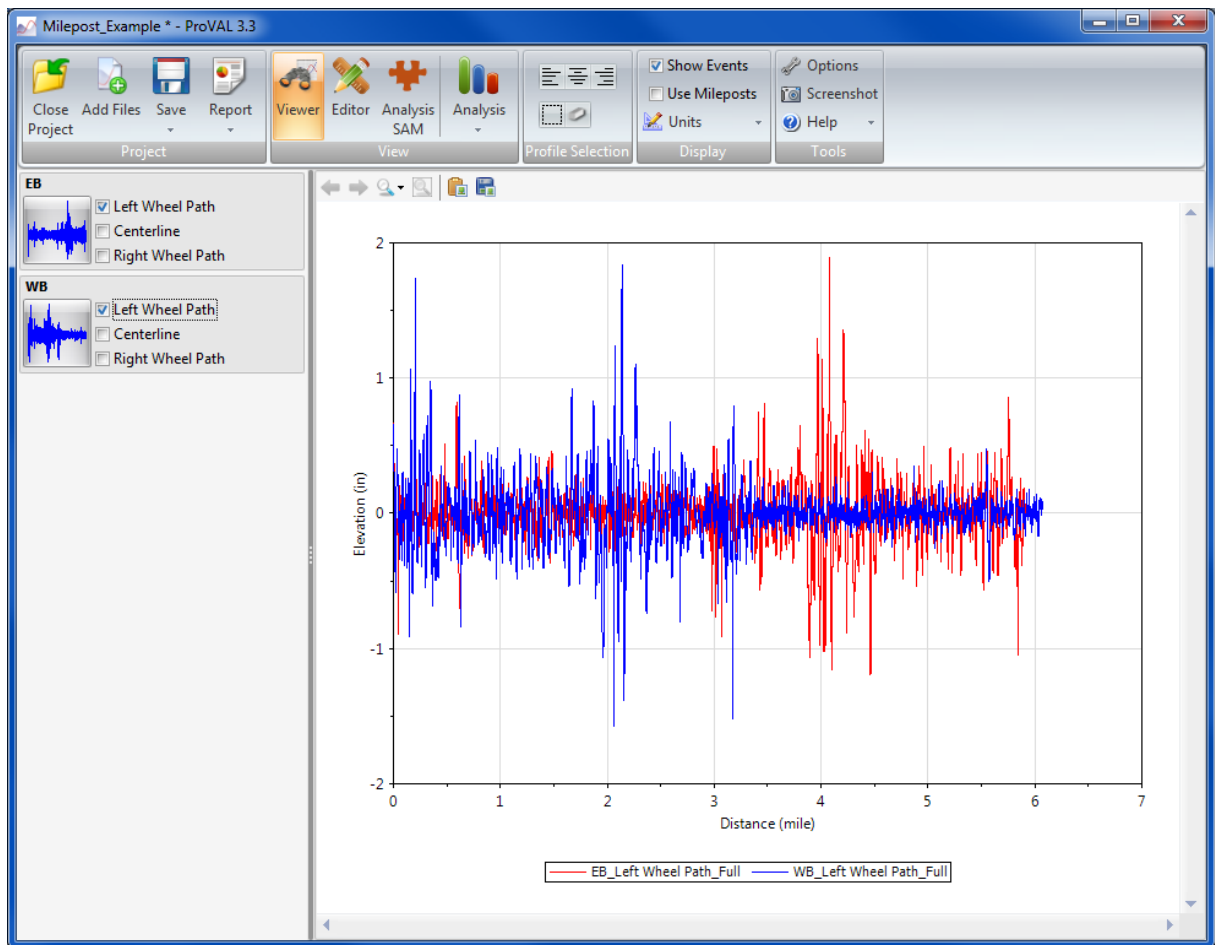 Milepost_Example * - ProVAL 3.3
Close Project
Add Files
Save
Report
Project
Viewer
Editor
Analysis SAM
Analysis
View
Profile Selection
Show Events
Use Mileposts
Units
Display
Options
Screenshot
Help
Tools
EB
Left Wheel Path
Centerline
Right Wheel Path
WB
Left Wheel Path
Centerline
Right Wheel Path
2
1
0
-1
-2
Elevation (in)
0 1 2 3 4 5 6 7
Distance (mile)
EB_Left Wheel Path_Full WB_Left Wheel Path_Full